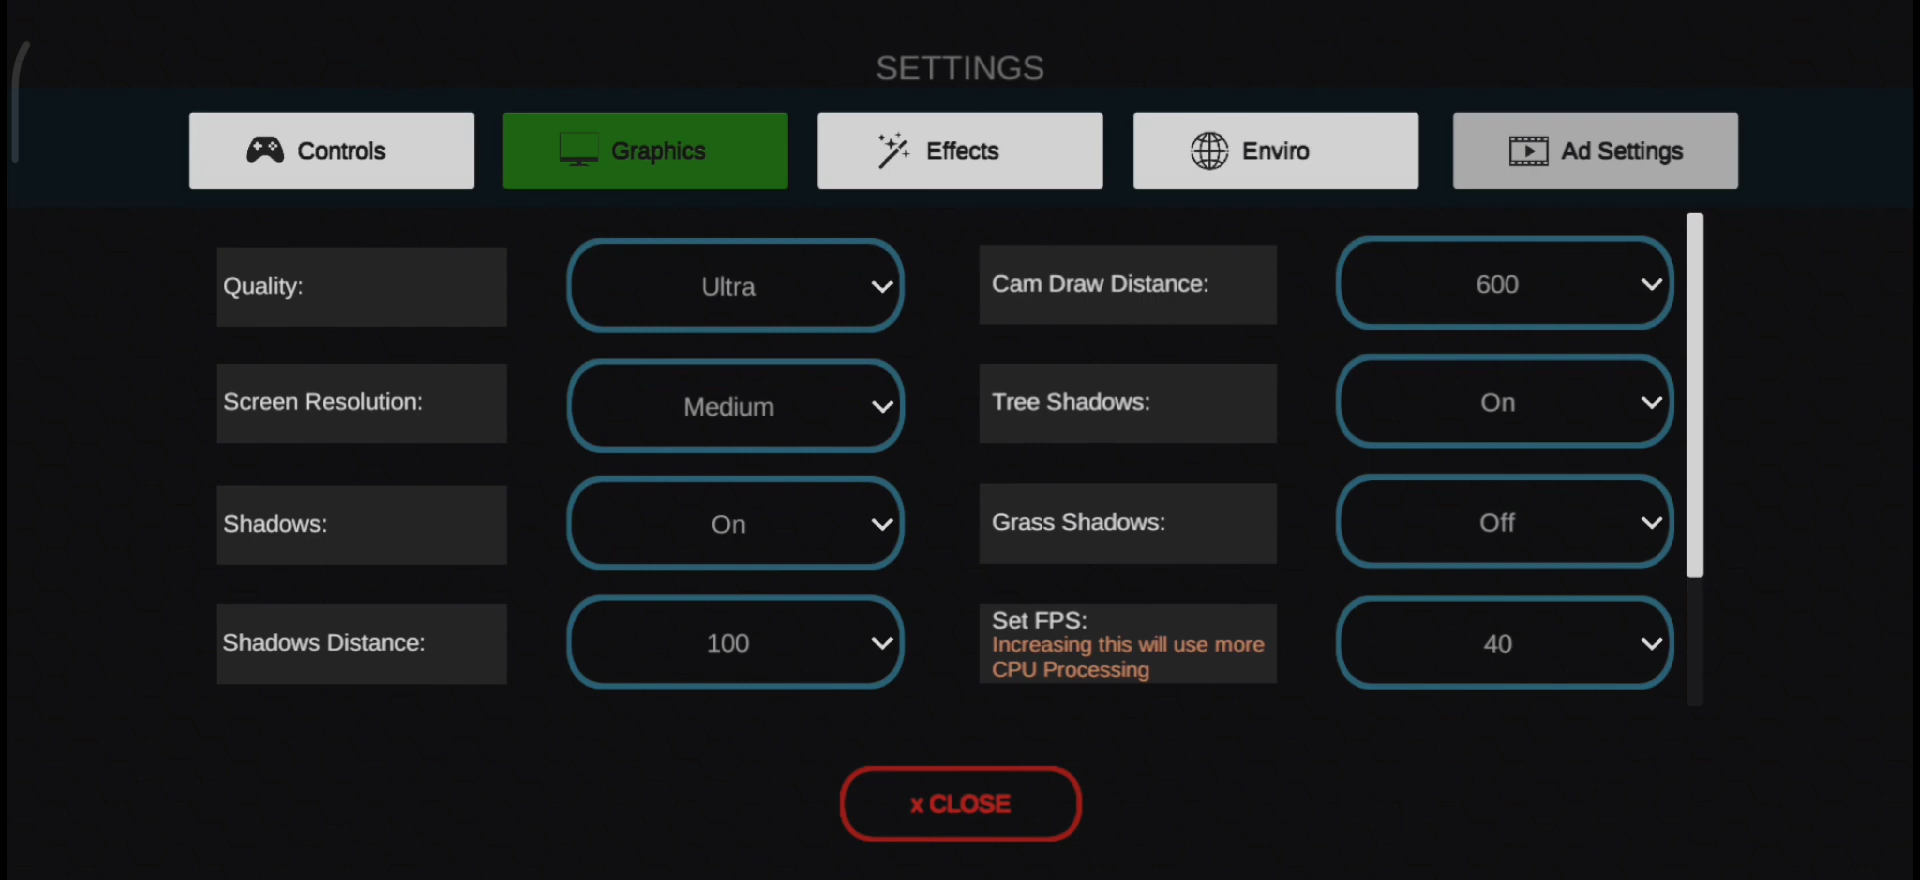 SETTINGS
Controls
Graphics
Effects
Enviro
Ad Settings
Quality:
Ultra
Cam Draw Distance:
600
Screen Resolution:
Medium
Tree Shadows:
On
Shadows:
On
Grass Shadows:
Off
Shadows Distance:
100
Set FPS:
Increasing this will use more
CPU Processing
40
x CLOSE